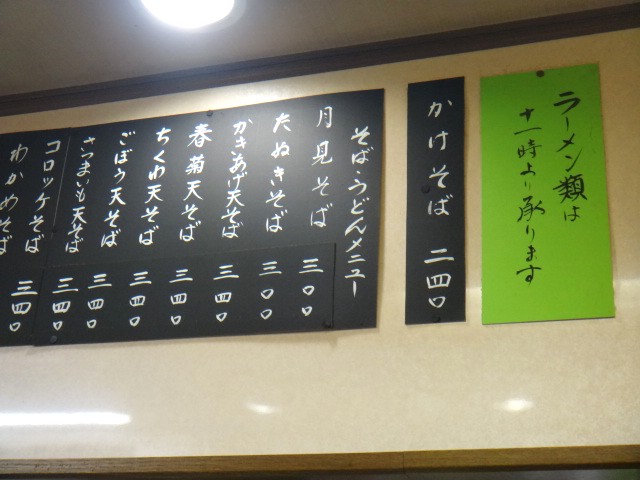 ラーメン類は
十一時より承ります
かけそば 二四〇
そば・うどんメニュー
月見そば 三〇〇
たぬきそば 三〇〇
かきあげ天そば 三四〇
春菊天そば 三四〇
ちくわ天そば 三四〇
ごぼう天そば 三四〇
さつまいも天そば 三四〇
コロッケそば 三四〇
わかめそば 三四〇